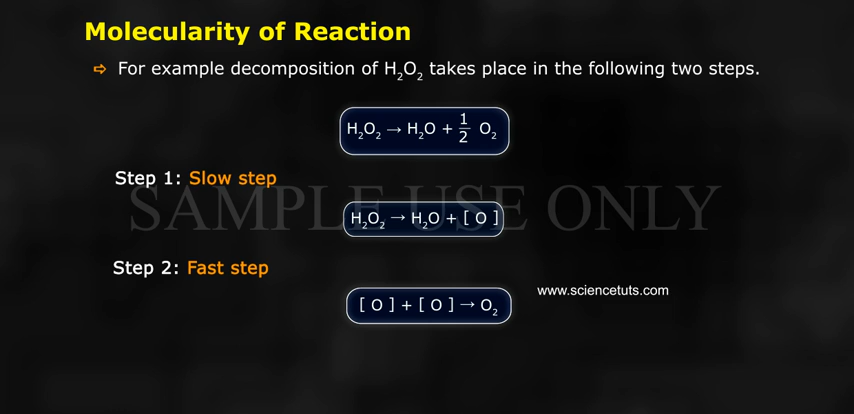 Molecularity of Reaction
⇨ For example decomposition of H₂O₂ takes place in the following two steps.
H₂O₂ → H₂O + 1/2 O₂
Step 1: Slow step
SAMPLE USE ONLY
H₂O₂ → H₂O + [ O ]
Step 2: Fast step
www.sciencetuts.com
[ O ] + [ O ] → O₂